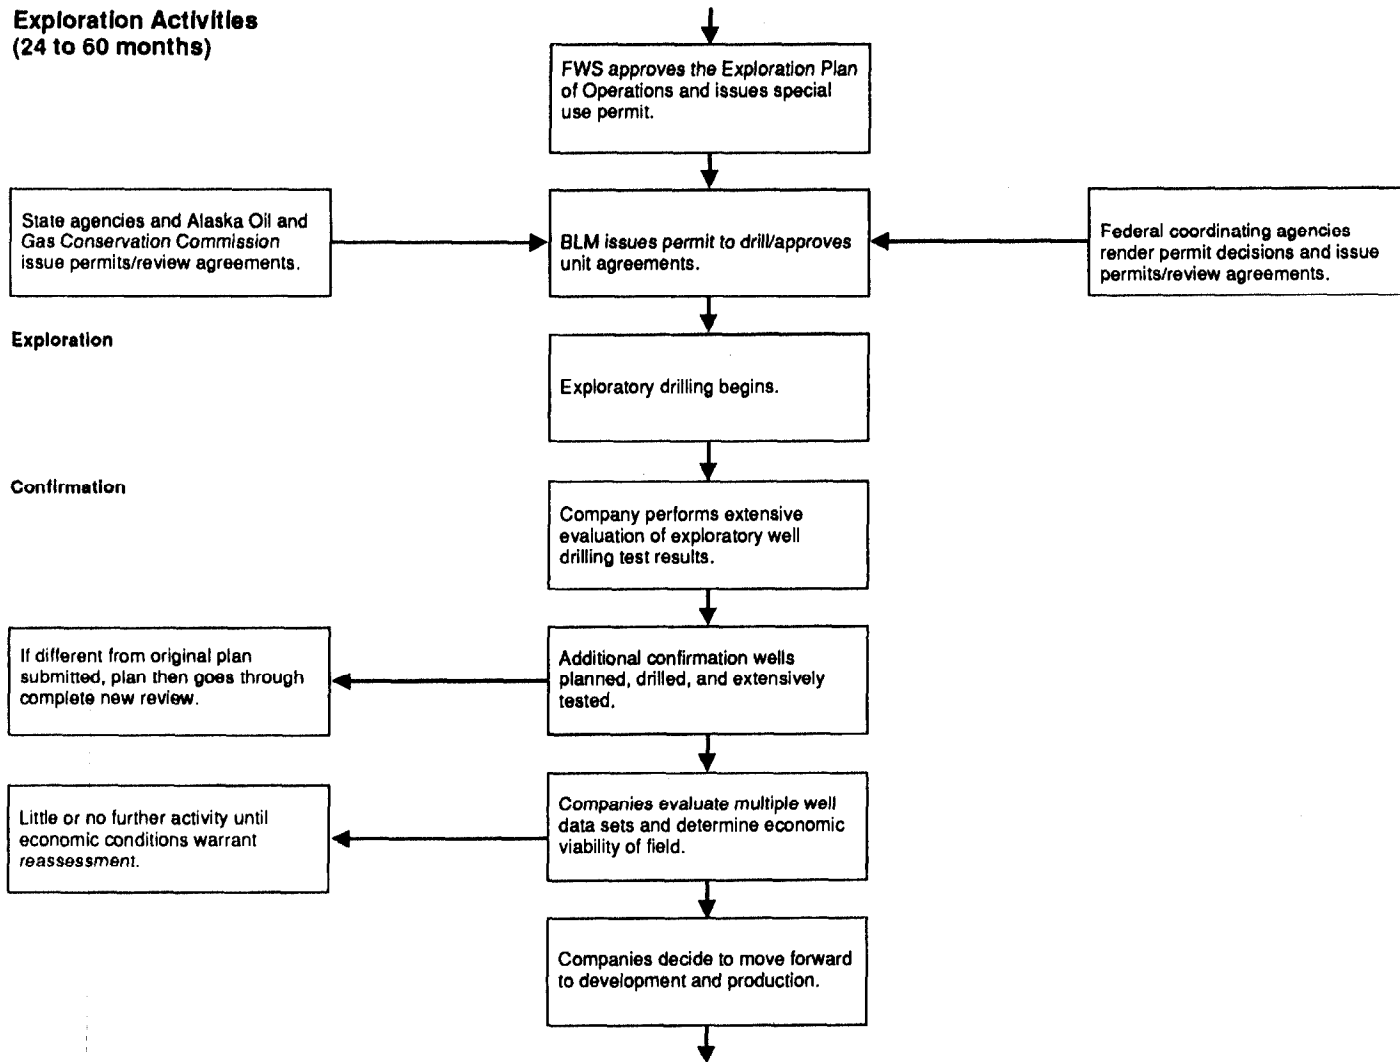 Exploration Activities
(24 to 60 months)
FWS approves the Exploration Plan
of Operations and issues special
use permit.
State agencies and Alaska Oil and
Gas Conservation Commission
issue permits/review agreements.
BLM issues permit to drill/approves
unit agreements.
Federal coordinating agencies
render permit decisions and issue
permits/review agreements.
Exploration
Exploratory drilling begins.
Confirmation
Company performs extensive
evaluation of exploratory well
drilling test results.
If different from original plan
submitted, plan then goes through
complete new review.
Additional confirmation wells
planned, drilled, and extensively
tested.
Little or no further activity until
economic conditions warrant
reassessment.
Companies evaluate multiple well
data sets and determine economic
viability of field.
Companies decide to move forward
to development and production.